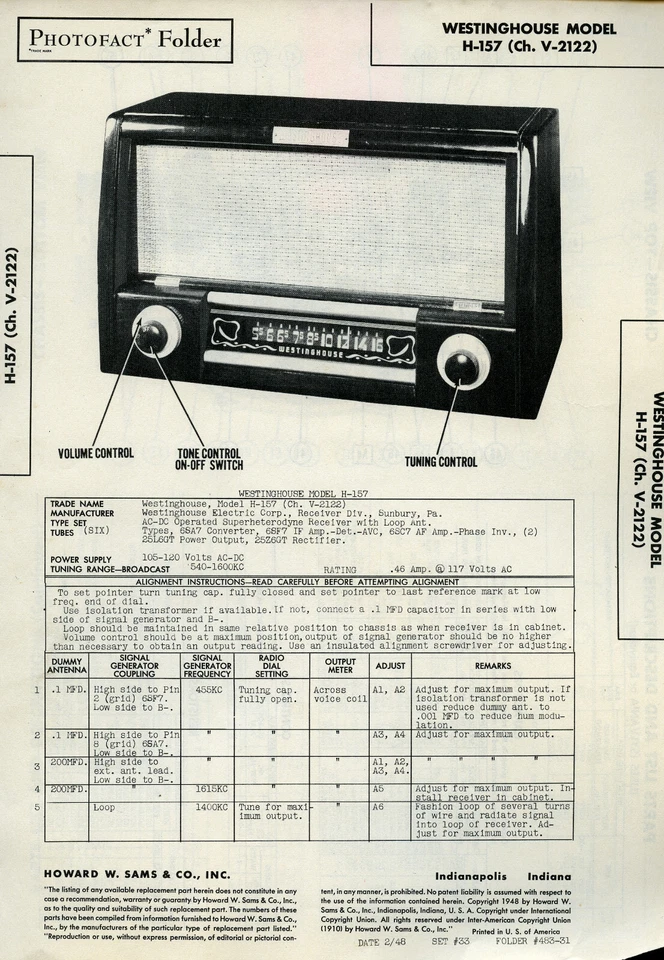 PHOTOFACT* Folder
*TRADE MARK
WESTINGHOUSE MODEL
H-157 (Ch. V-2122)
H-157 (Ch. V-2122)
WESTINGHOUSE MODEL
H-157 (Ch. V-2122)
WESTINGHOUSE
VOLUME CONTROL
TONE CONTROL
ON-OFF SWITCH
TUNING CONTROL
WESTINGHOUSE MODEL H-157
TRADE NAME Westinghouse, Model H-157 (Ch. V-2122)
MANUFACTURER Westinghouse Electric Corp., Receiver Div., Sunbury, Pa.
TYPE SET AC-DC Operated Superheterodyne Receiver with Loop Ant.
TUBES (SIX) Types, 6SA7 Converter, 6SF7 IF Amp.-Det.-AVC, 6SC7 AF Amp.-Phase Inv., (2)
25L6GT Power Output, 25Z6GT Rectifier.
POWER SUPPLY 105-120 Volts AC-DC
TUNING RANGE—BROADCAST 540-1600KC RATING .46 Amp. @ 117 Volts AC
ALIGNMENT INSTRUCTIONS—READ CAREFULLY BEFORE ATTEMPTING ALIGNMENT
To set pointer turn tuning cap. fully closed and set pointer to last reference mark at low
freq. end of dial.
Use isolation transformer if available. If not, connect a .1 MFD capacitor in series with low
side of signal generator and B-.
Loop should be maintained in same relative position to chassis as when receiver is in cabinet.
Volume control should be at maximum position, output of signal generator should be no higher
than necessary to obtain an output reading. Use an insulated alignment screwdriver for adjusting.
DUMMY ANTENNA SIGNAL GENERATOR COUPLING SIGNAL GENERATOR FREQUENCY RADIO DIAL SETTING OUTPUT METER ADJUST REMARKS
1 .1 MFD. High side to Pin 455KC Tuning cap. Across A1, A2 Adjust for maximum output. If
2 (grid) 6SF7. fully open. voice coil isolation transformer is not
Low side to B-. used reduce dummy ant. to
.001 MFD to reduce hum modu-
lation.
2 .1 MFD. High side to Pin " " " A3, A4 Adjust for maximum output.
8 (grid) 6SA7.
Low side to B-.
3 200MFD. High side to " " " A1, A2, " " " "
ext. ant. lead. A3, A4.
Low side to B-.
4 200MFD. " 1615KC " " A5 Adjust for maximum output. In-
stall receiver in cabinet.
5 Loop 1400KC Tune for maxi- " A6 Fashion loop of several turns
imum output. of wire and radiate signal
into loop of receiver. Ad-
just for maximum output.
HOWARD W. SAMS & CO., INC. Indianapolis Indiana
"The listing of any available replacement part herein does not constitute in any
case a recommendation, warranty or guaranty by Howard W. Sams & Co., Inc.,
as to the quality and suitability of such replacement part. The numbers of these
parts have been compiled from information furnished to Howard W. Sams & Co.,
Inc., by the manufacturers of the particular type of replacement part listed."
"Reproduction or use, without express permission, of editorial or pictorial con-
tent, in any manner, is prohibited. No patent liability is assumed with respect to
the use of the information contained herein. Copyright 1948 by Howard W.
Sams & Co., Inc., Indianapolis, Indiana, U. S. A. Copyright under International
Copyright Union. All rights reserved under Inter-American Copyright Union
(1910) by Howard W. Sams & Co., Inc." Printed in U. S. of America
DATE 2/48 SET #33 FOLDER #483-31